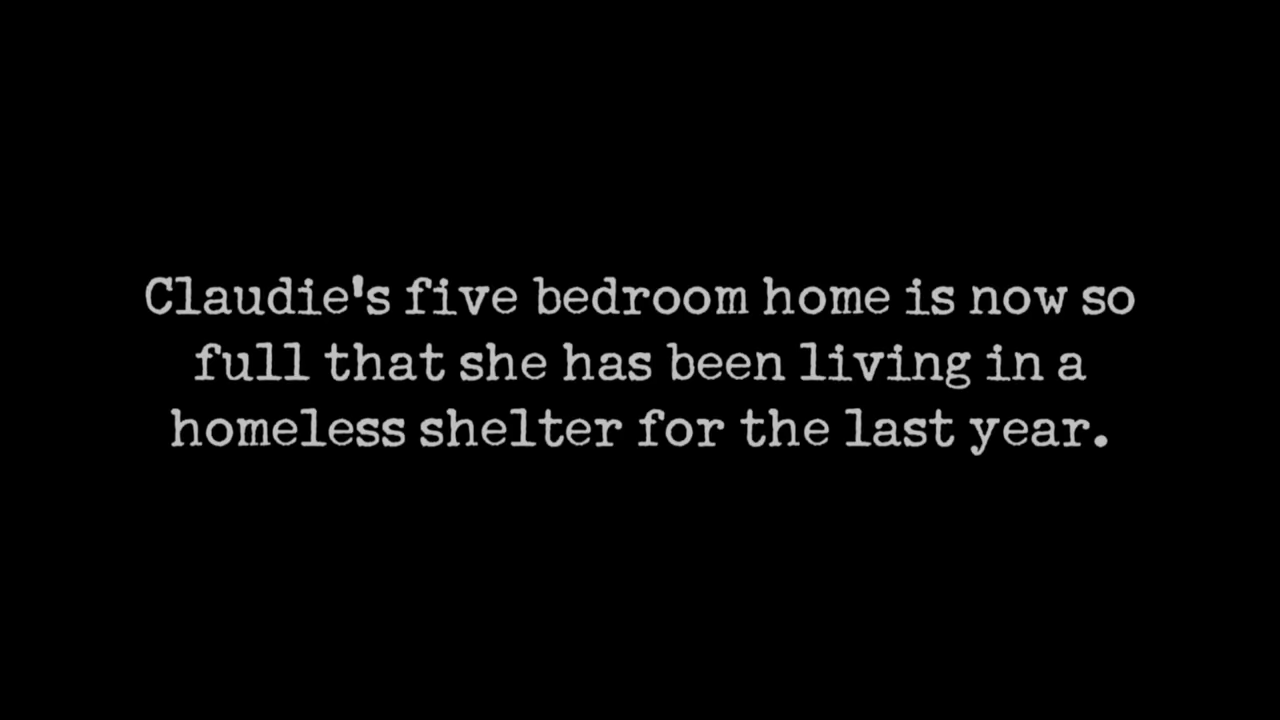 Claudie's five bedroom home is now so
full that she has been living in a
homeless shelter for the last year.